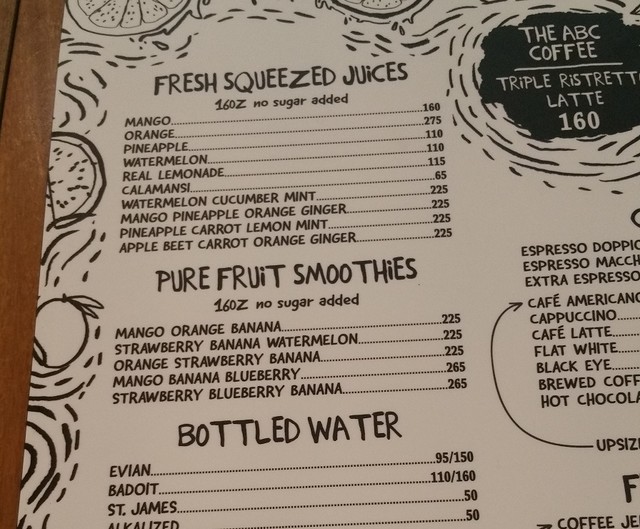 FRESH SQUEEZED JUICES
16OZ no sugar added
MANGO 160
ORANGE 275
PINEAPPLE 110
WATERMELON 110
REAL LEMONADE 115
CALAMANSI 65
WATERMELON CUCUMBER MINT 225
MANGO PINEAPPLE ORANGE GINGER 225
PINEAPPLE CARROT LEMON MINT 225
APPLE BEET CARROT ORANGE GINGER 225
PURE FRUIT SMOOTHIES
16OZ no sugar added
MANGO ORANGE BANANA 225
STRAWBERRY BANANA WATERMELON 225
ORANGE STRAWBERRY BANANA 225
MANGO BANANA BLUEBERRY 265
STRAWBERRY BLUEBERRY BANANA 265
BOTTLED WATER
EVIAN 95/150
BADOIT 110/160
ST. JAMES 50
ALKALIZED 50
THE ABC
COFFEE
TRIPLE RISTRETT
LATTE
160
ESPRESSO DOPPIO
ESPRESSO MACCH
EXTRA ESPRESSO
CAFÉ AMERICANO
CAPPUCCINO
CAFÉ LATTE
FLAT WHITE
BLACK EYE
BREWED COFF
HOT CHOCOLA
UPSIZE
F
COFFEE JE